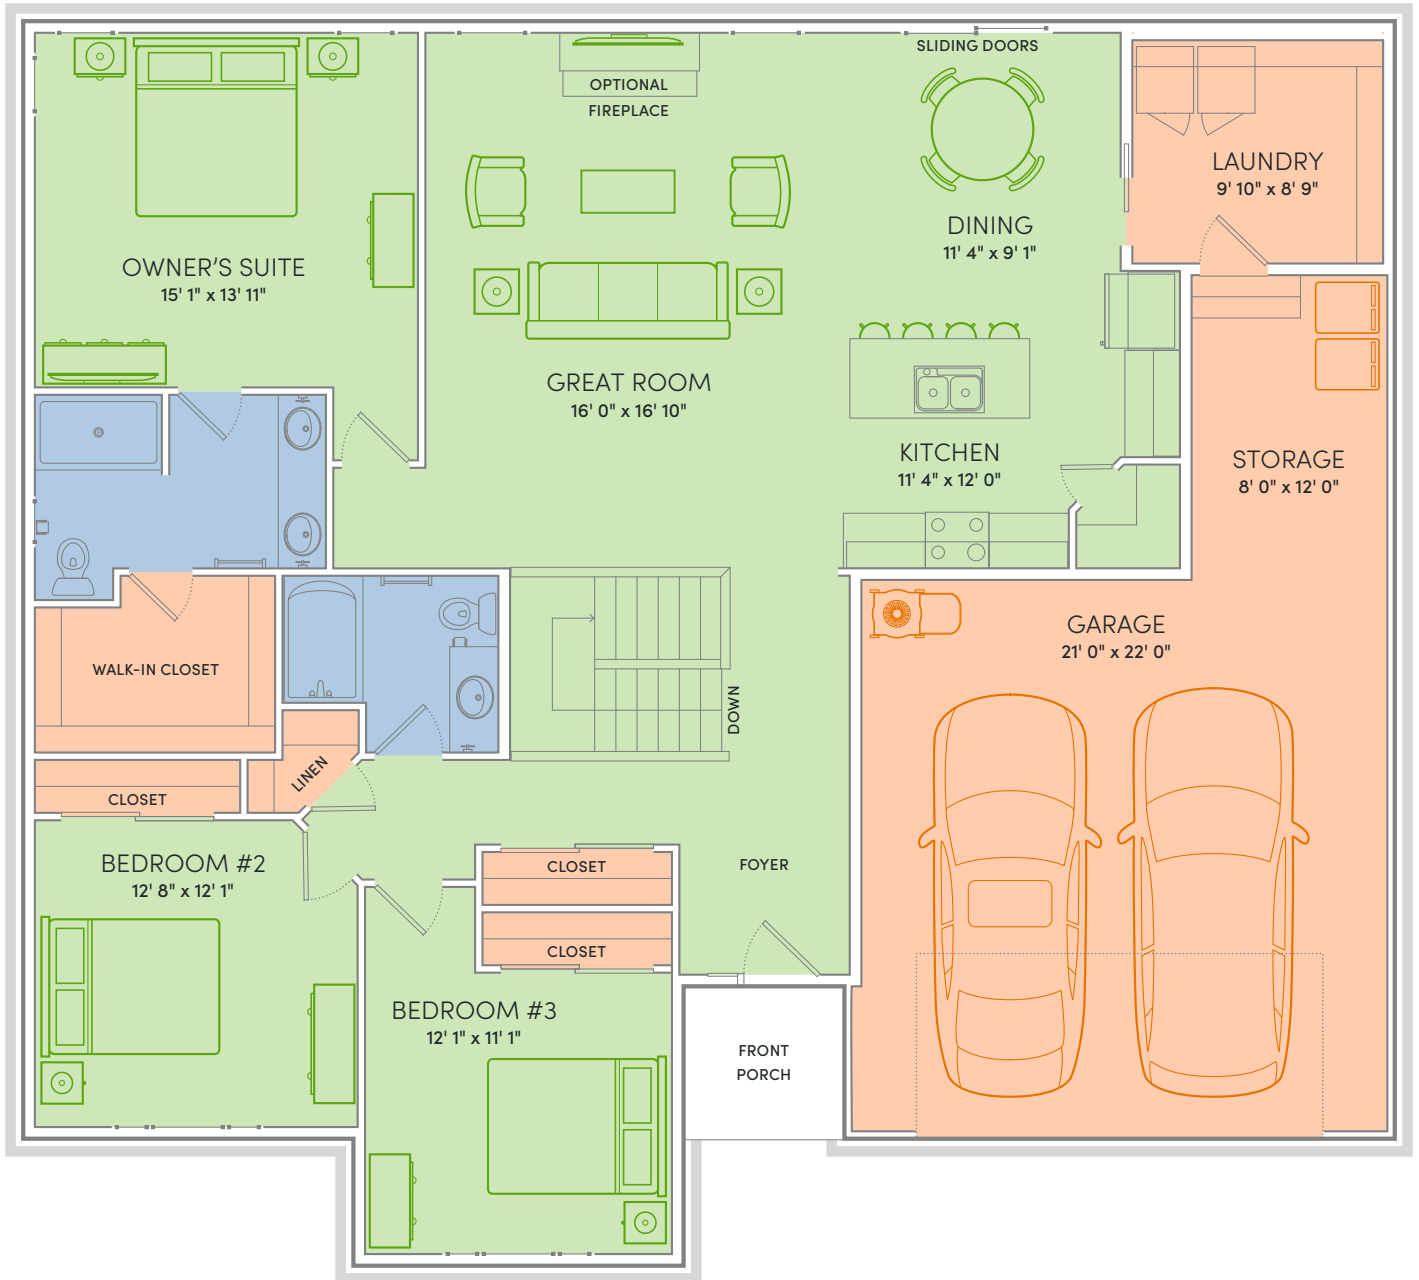 SLIDING DOORS
OPTIONAL
FIREPLACE
LAUNDRY
9' 10" x 8' 9"
DINING
11' 4" x 9' 1"
OWNER'S SUITE
15' 1" x 13' 11"
GREAT ROOM
16' 0" x 16' 10"
KITCHEN
11' 4" x 12' 0"
STORAGE
8' 0" x 12' 0"
GARAGE
21' 0" x 22' 0"
WALK-IN CLOSET
DOWN
LINEN
CLOSET
BEDROOM #2
12' 8" x 12' 1"
CLOSET
FOYER
CLOSET
BEDROOM #3
12' 1" x 11' 1"
FRONT
PORCH